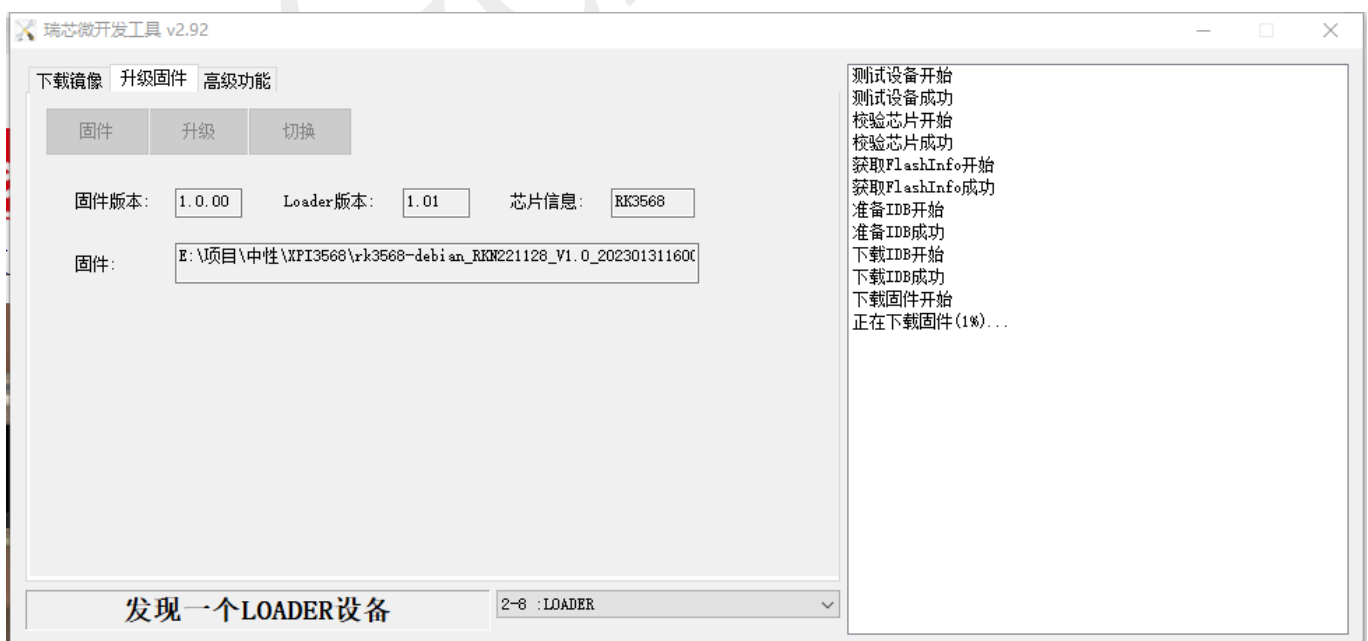 瑞芯微开发工具 v2.92
下载镜像 升级固件 高级功能
固件 升级 切换
固件版本: 1.0.00 Loader版本: 1.01 芯片信息: RK3568
固件: E:\项目\中性\XPI3568\rk3568-debian_RKN221128_V1.0_202301311600
发现一个LOADER设备
2-8 :LOADER
测试设备开始
测试设备成功
校验芯片开始
校验芯片成功
获取FlashInfo开始
获取FlashInfo成功
准备IDB开始
准备IDB成功
下载IDB开始
下载IDB成功
下载固件开始
正在下载固件(1%)...